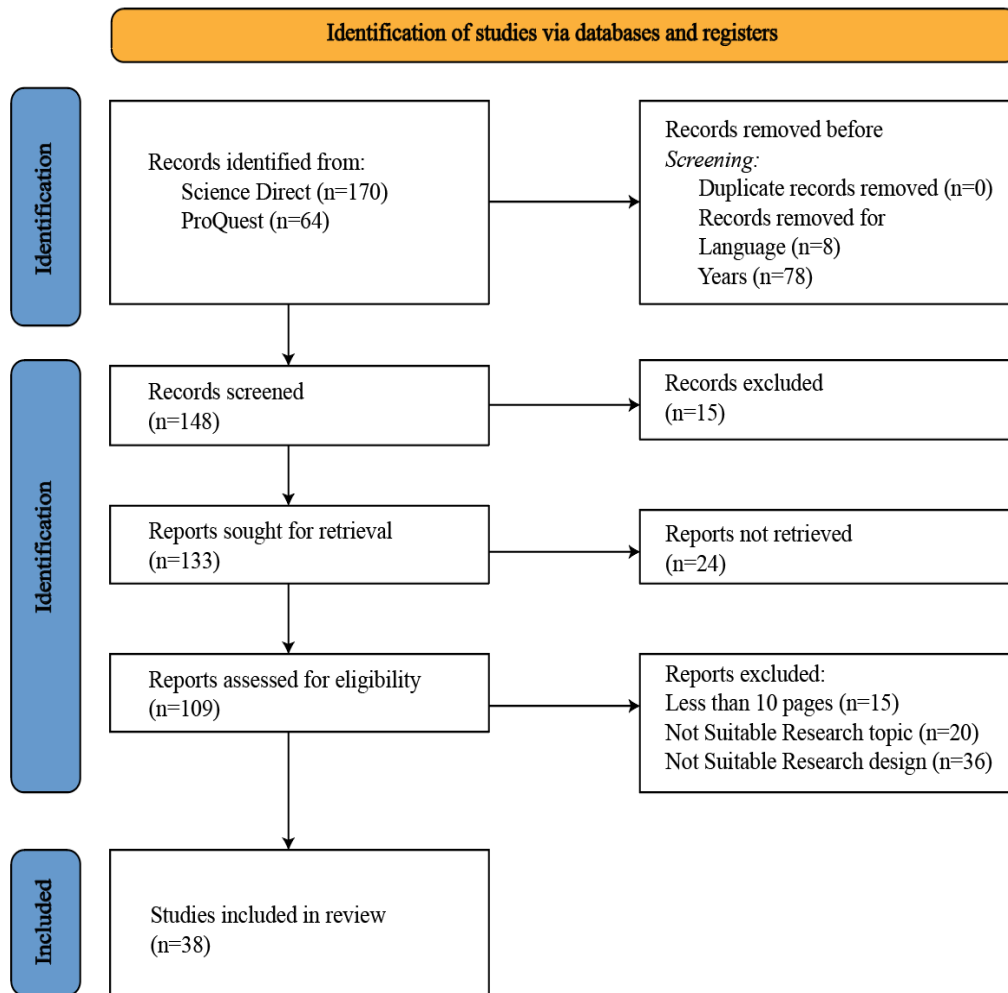 Identification of studies via databases and registers
Identification
Records identified from:
Science Direct (n=170)
ProQuest (n=64)
Records removed before
Screening:
Duplicate records removed (n=0)
Records removed for
Language (n=8)
Years (n=78)
Identification
Records screened
(n=148)
Records excluded
(n=15)
Reports sought for retrieval
(n=133)
Reports not retrieved
(n=24)
Reports assessed for eligibility
(n=109)
Reports excluded:
Less than 10 pages (n=15)
Not Suitable Research topic (n=20)
Not Suitable Research design (n=36)
Included
Studies included in review
(n=38)